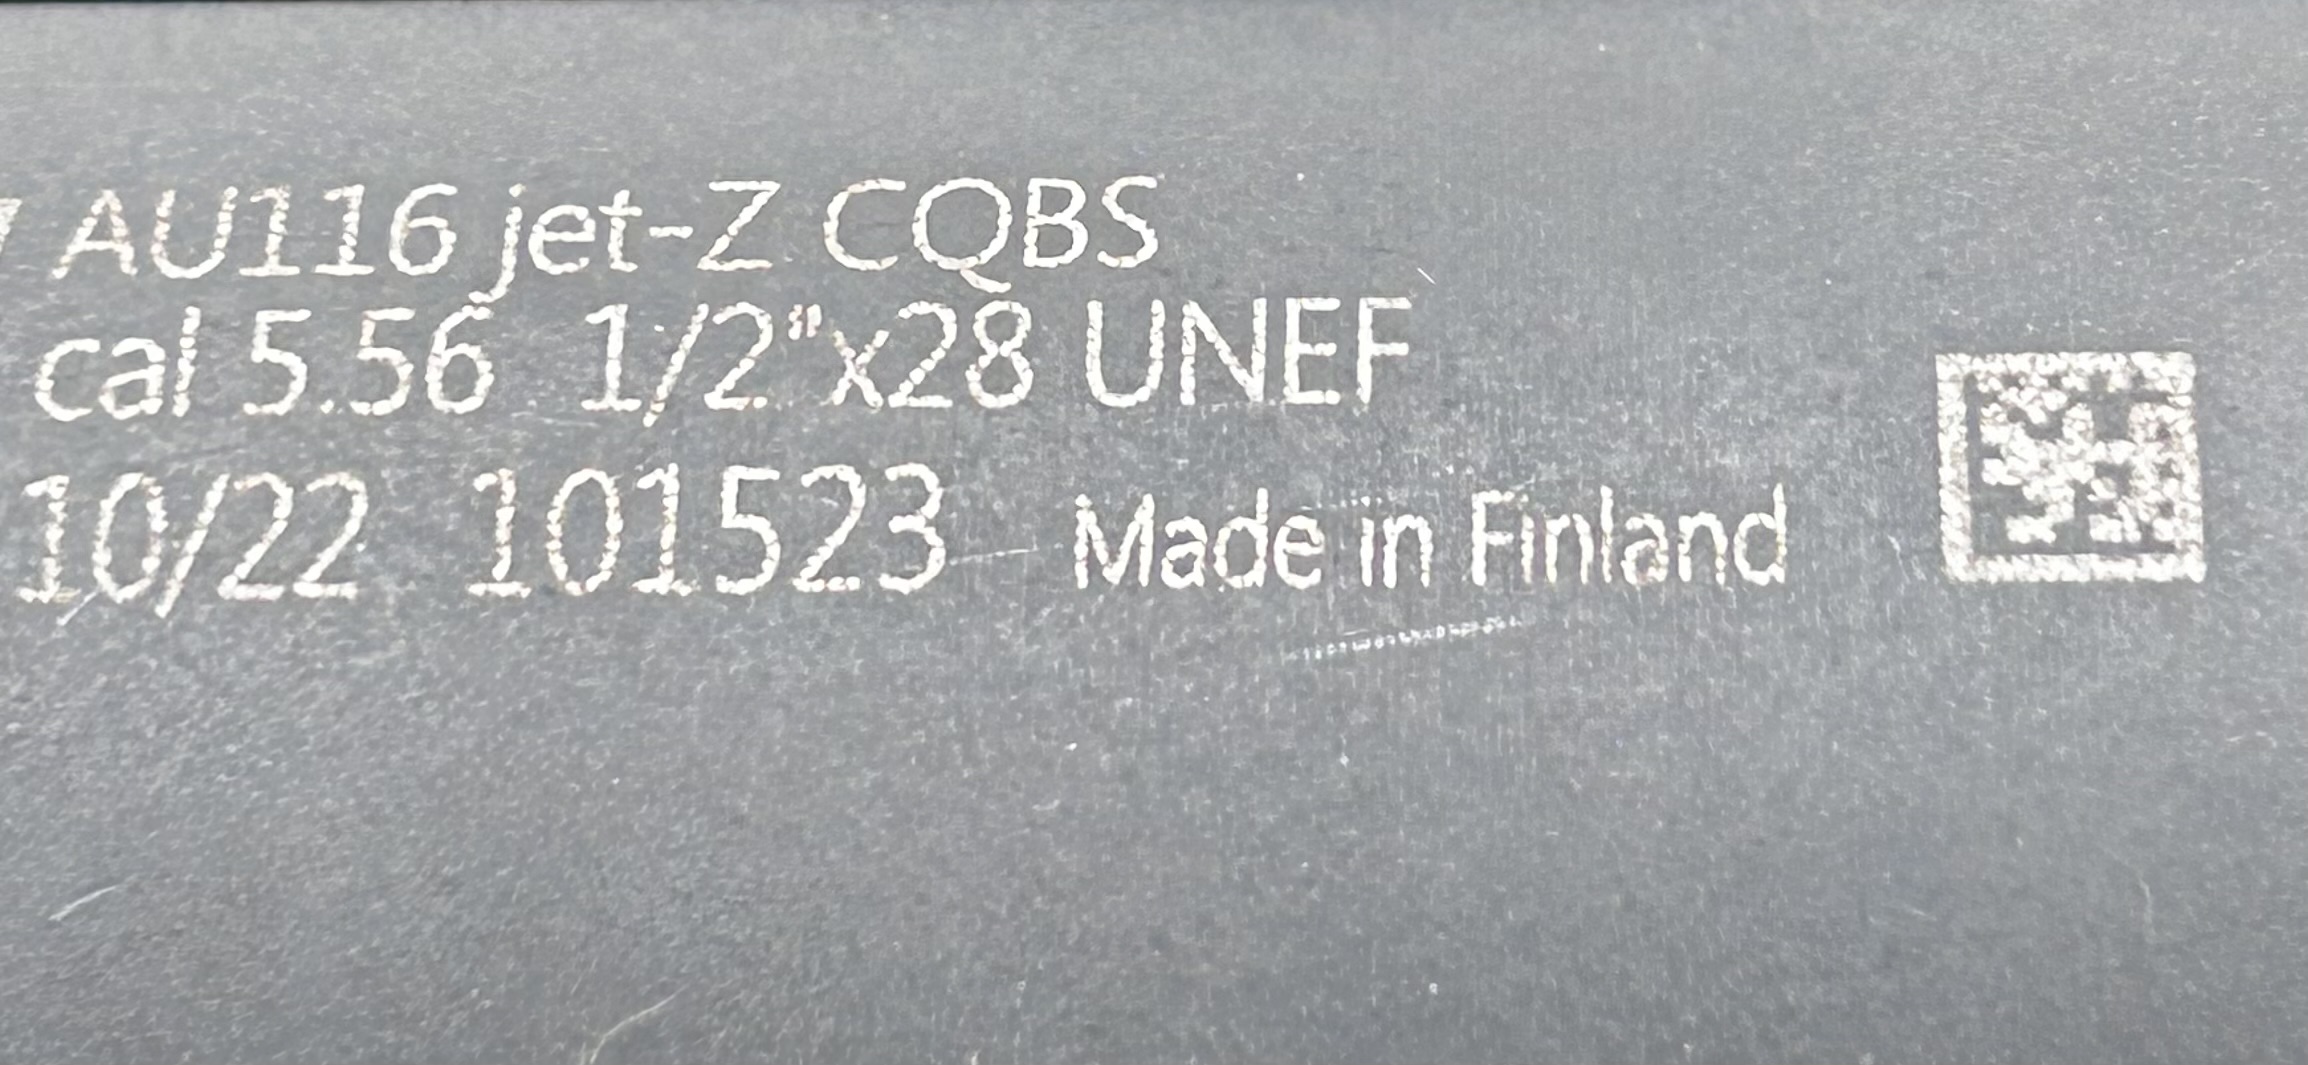 AU116 jet-Z CQBS
cal 5.56 1/2"x28 UNEF
10/22 101523 Made in Finland